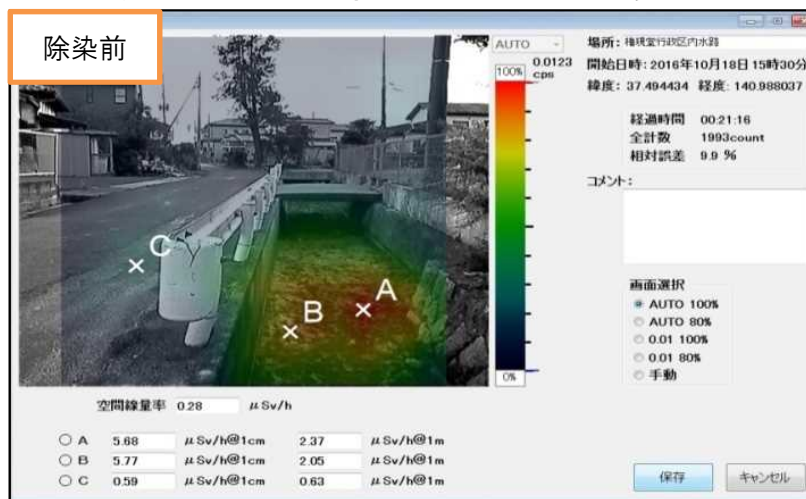 除染前
AUTO
100%
0.0123
cps
0%
場所: 権現堂行政区内水路
開始日時: 2016年10月18日 15時30分
緯度: 37.494434 経度: 140.988037
経過時間 00:21:16
全計数 1993count
相対誤差 9.9 %
コメント:
画面選択
AUTO 100%
AUTO 80%
0.01 100%
0.01 80%
手動
C
A
B
空間線量率 0.28 μSv/h
A 5.68 μSv/h@1cm 2.37 μSv/h@1m
B 5.77 μSv/h@1cm 2.05 μSv/h@1m
C 0.59 μSv/h@1cm 0.63 μSv/h@1m
保存
キャンセル